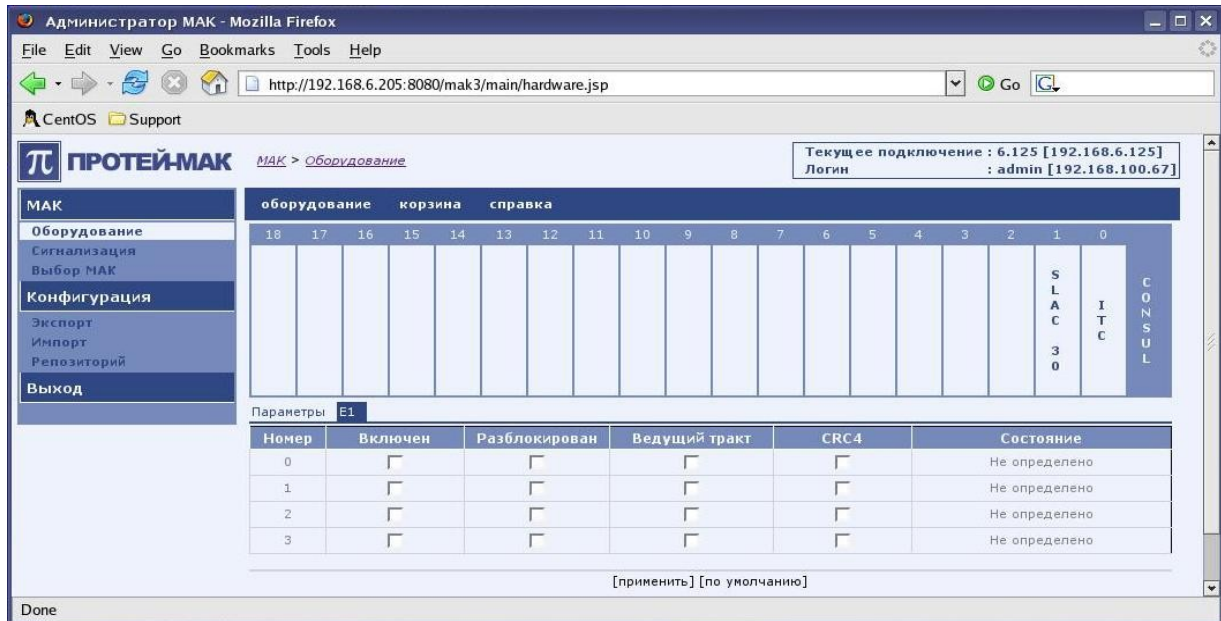 Администратор МАК - Mozilla Firefox
File Edit View Go Bookmarks Tools Help
http://192.168.6.205:8080/mak3/main/hardware.jsp
Go
G
CentOS Support
π ПРОТЕЙ-МАК
МАК > Оборудование
Текущее подключение : 6.125 [192.168.6.125]
Логин : admin [192.168.100.67]
МАК
Оборудование
Сигнализация
Выбор МАК
Конфигурация
Экспорт
Импорт
Репозиторий
Выход
оборудование корзина справка
18 17 16 15 14 13 12 11 10 9 8 7 6 5 4 3 2 1 0
SLAC 30
ITC
CONSUL
Параметры E1
Номер Включен Разблокирован Ведущий тракт CRC4 Состояние
0 Не определено
1 Не определено
2 Не определено
3 Не определено
[применить] [по умолчанию]
Done